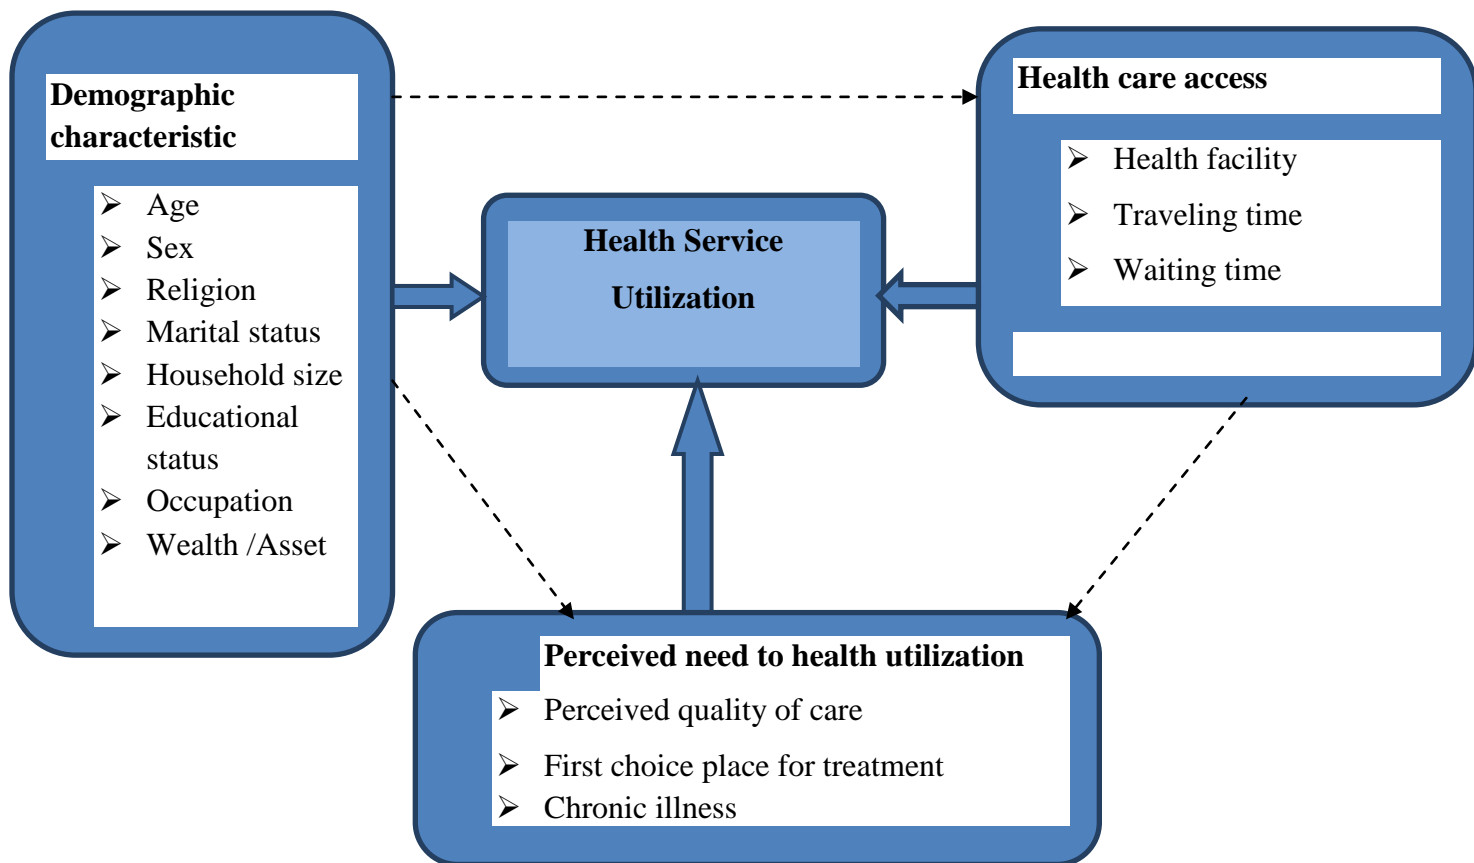 Demographic
characteristic
➢ Age
➢ Sex
➢ Religion
➢ Marital status
➢ Household size
➢ Educational
status
➢ Occupation
➢ Wealth /Asset
Health Service
Utilization
Health care access
➢ Health facility
➢ Traveling time
➢ Waiting time
Perceived need to health utilization
➢ Perceived quality of care
➢ First choice place for treatment
➢ Chronic illness